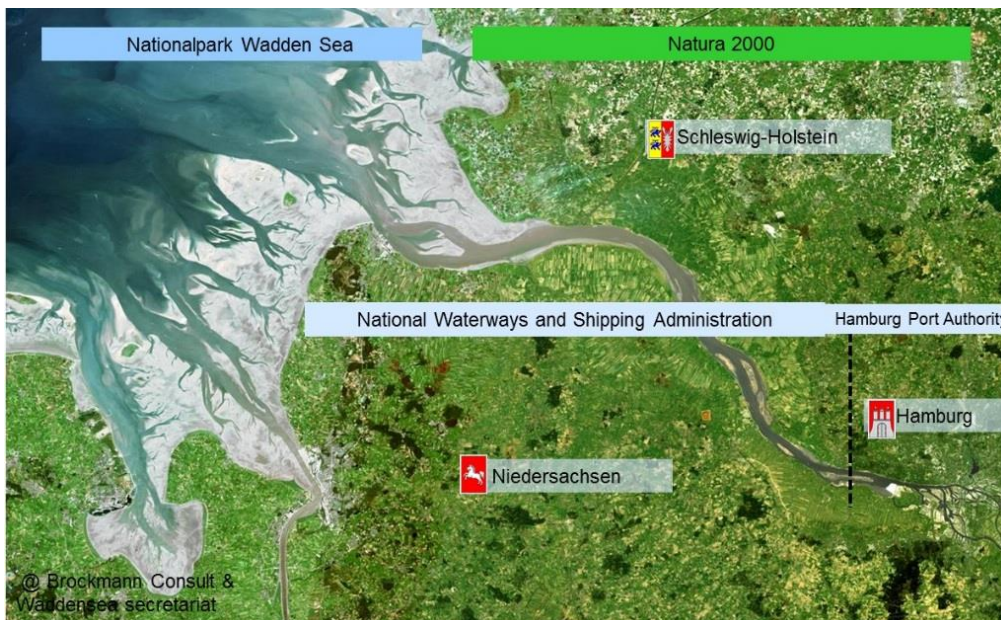 Nationalpark Wadden Sea
Natura 2000
Schleswig-Holstein
National Waterways and Shipping Administration
Hamburg Port Authority
Hamburg
Niedersachsen
@ Brockmann Consult &
Waddensea secretariat